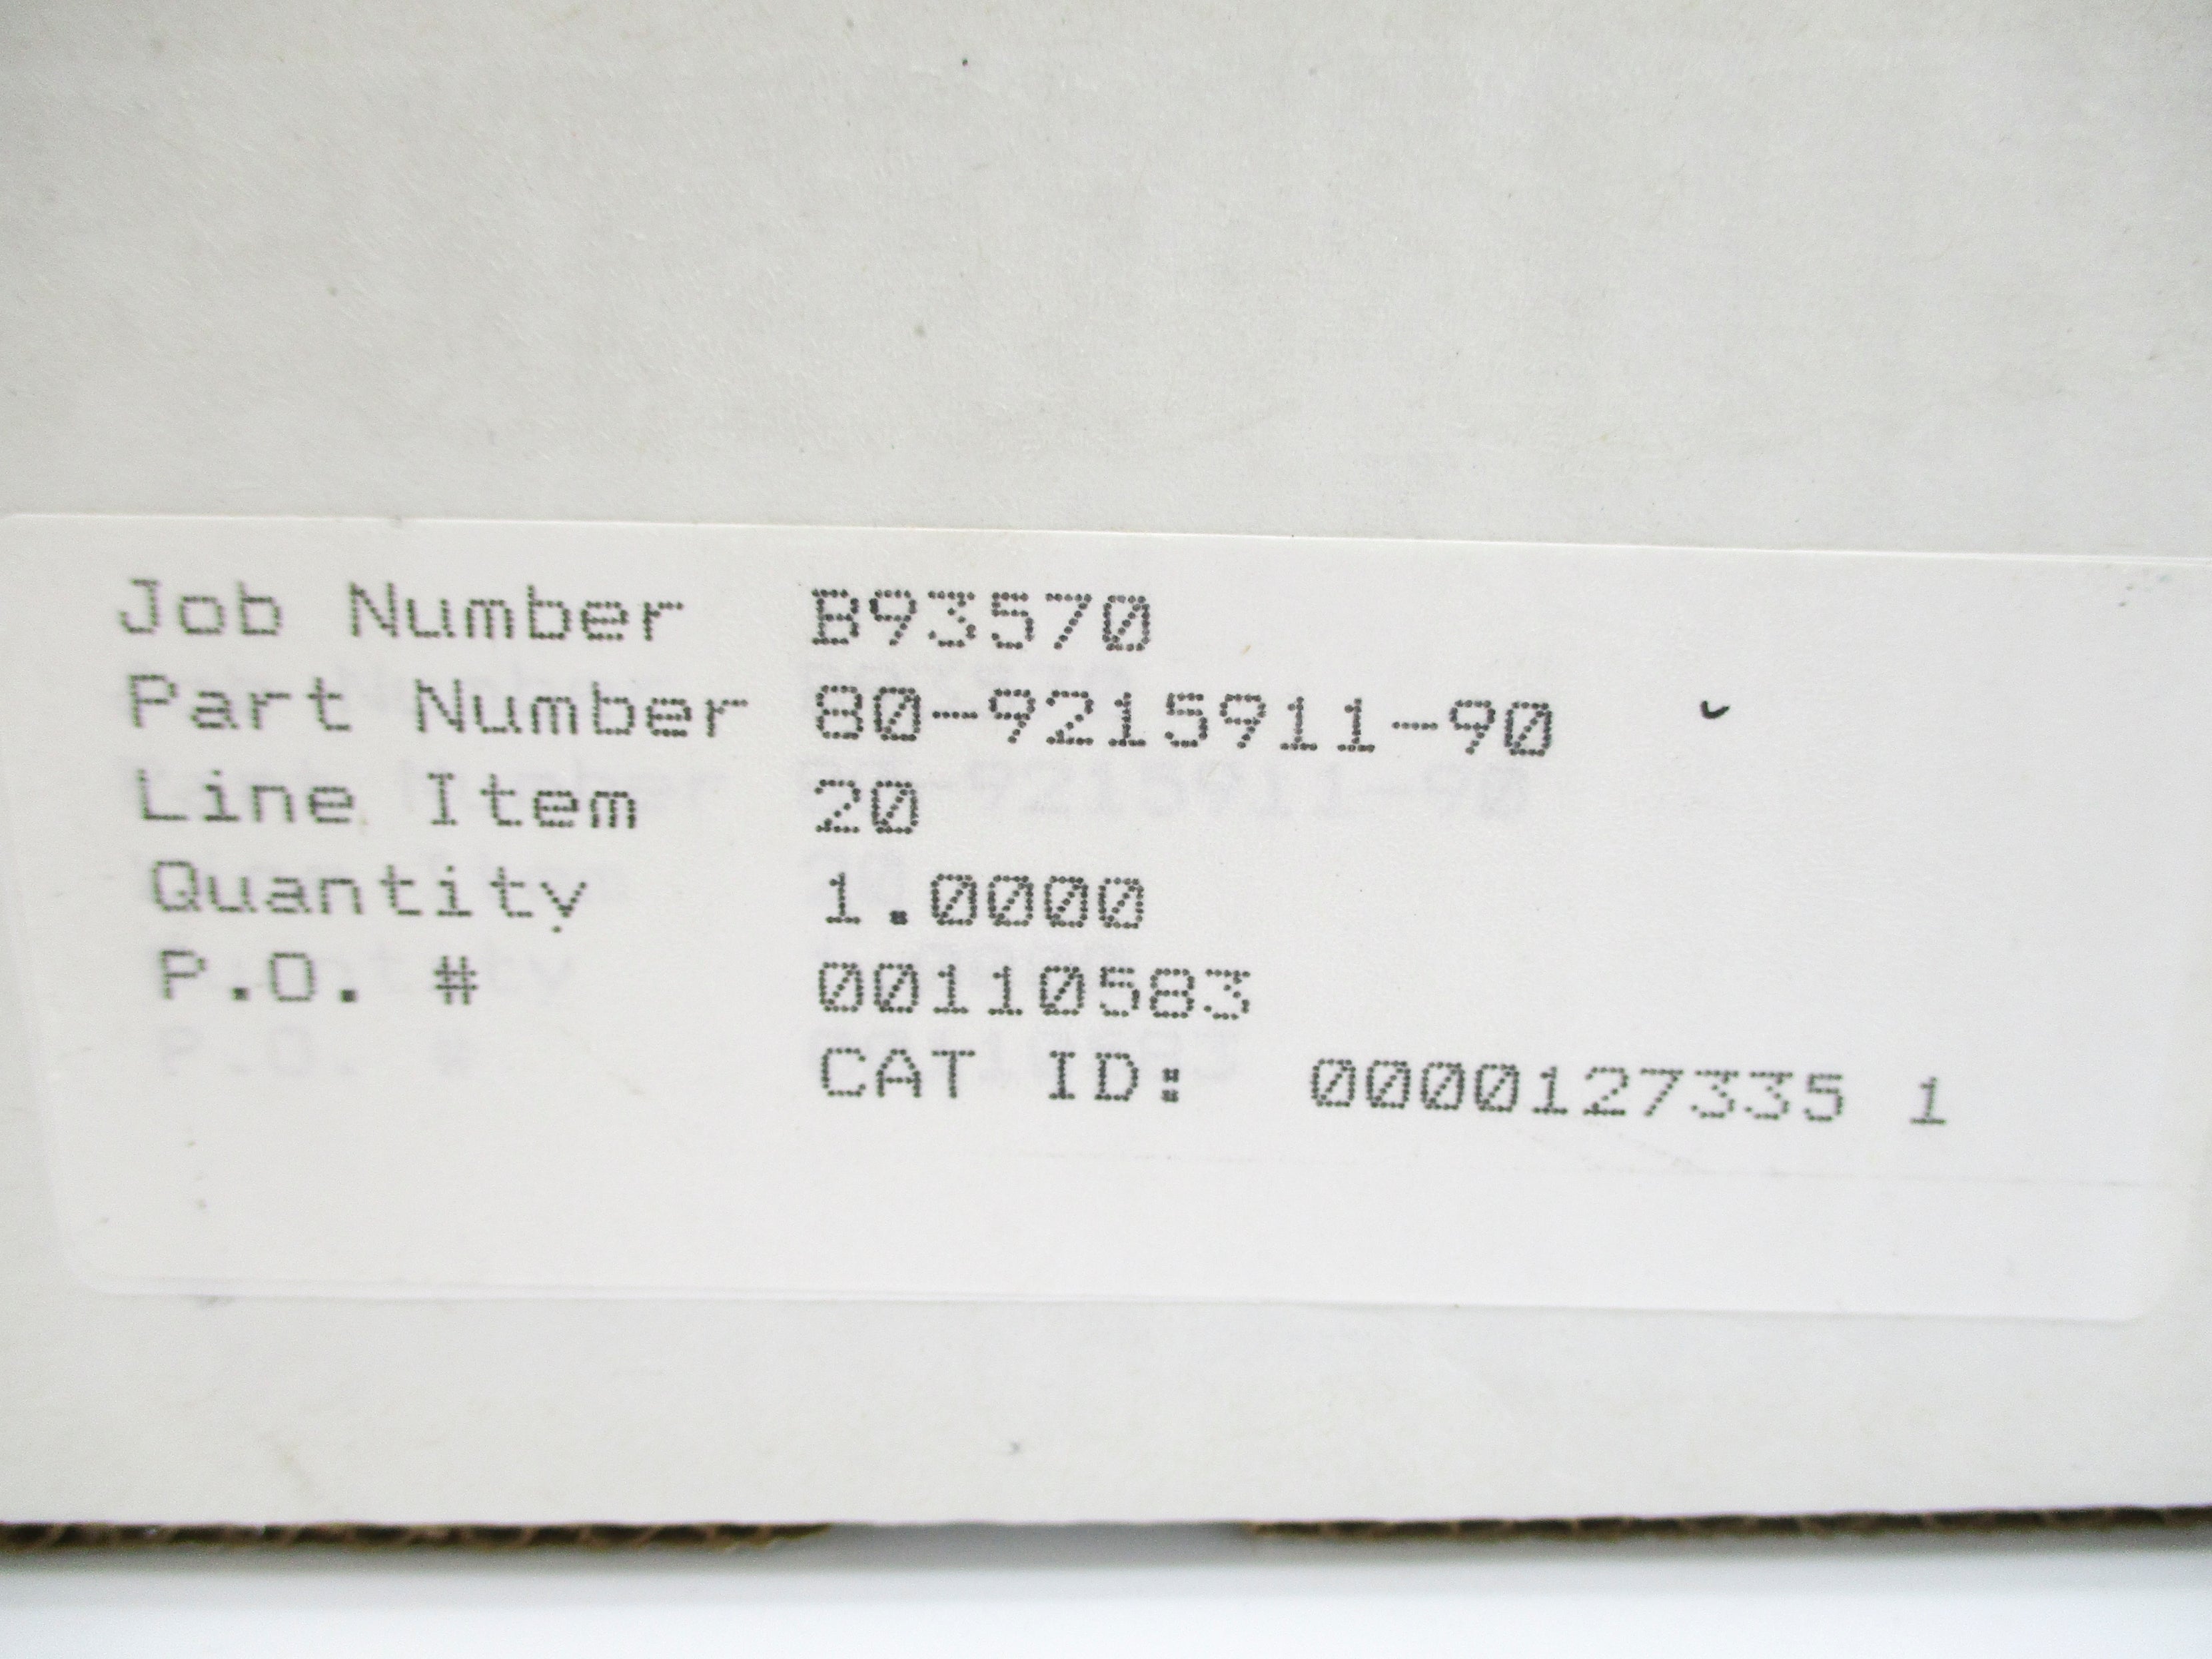 Job Number B93570
Part Number 80-9215911-90
Line Item 20
Quantity 1.0000
P.O. # 00110583
CAT ID: 0000127335 1